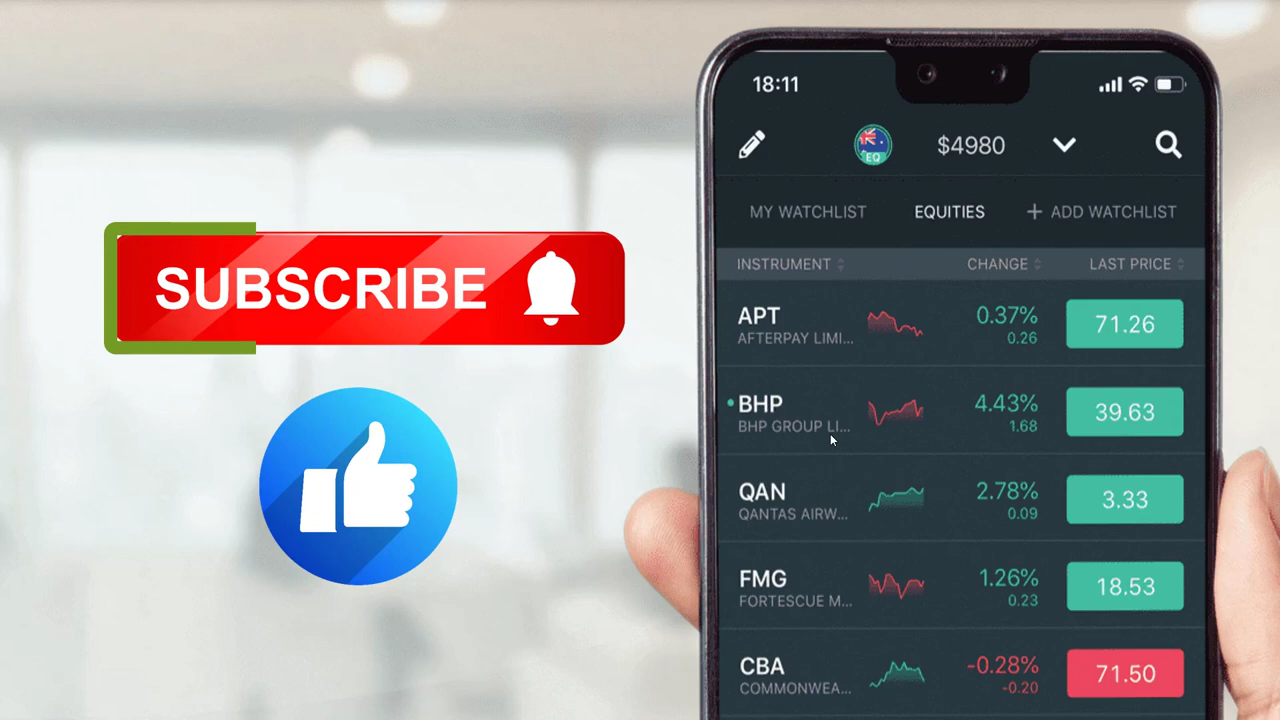 SUBSCRIBE
18:11
EQ
$4980
MY WATCHLIST EQUITIES + ADD WATCHLIST
INSTRUMENT CHANGE LAST PRICE
APT 0.37% 71.26
AFTERPAY LIMI... 0.26
BHP 4.43% 39.63
BHP GROUP LI... 1.68
QAN 2.78% 3.33
QANTAS AIRW... 0.09
FMG 1.26% 18.53
FORTESCUE M... 0.23
CBA -0.28% 71.50
COMMONWEA... -0.20